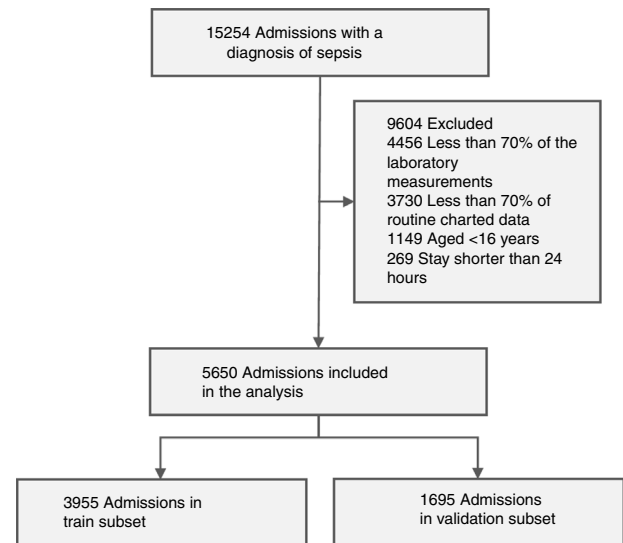 15254 Admissions with a
diagnosis of sepsis
9604 Excluded
4456 Less than 70% of the
laboratory
measurements
3730 Less than 70% of
routine charted data
1149 Aged <16 years
269 Stay shorter than 24
hours
5650 Admissions included
in the analysis
3955 Admissions in
train subset
1695 Admissions
in validation subset